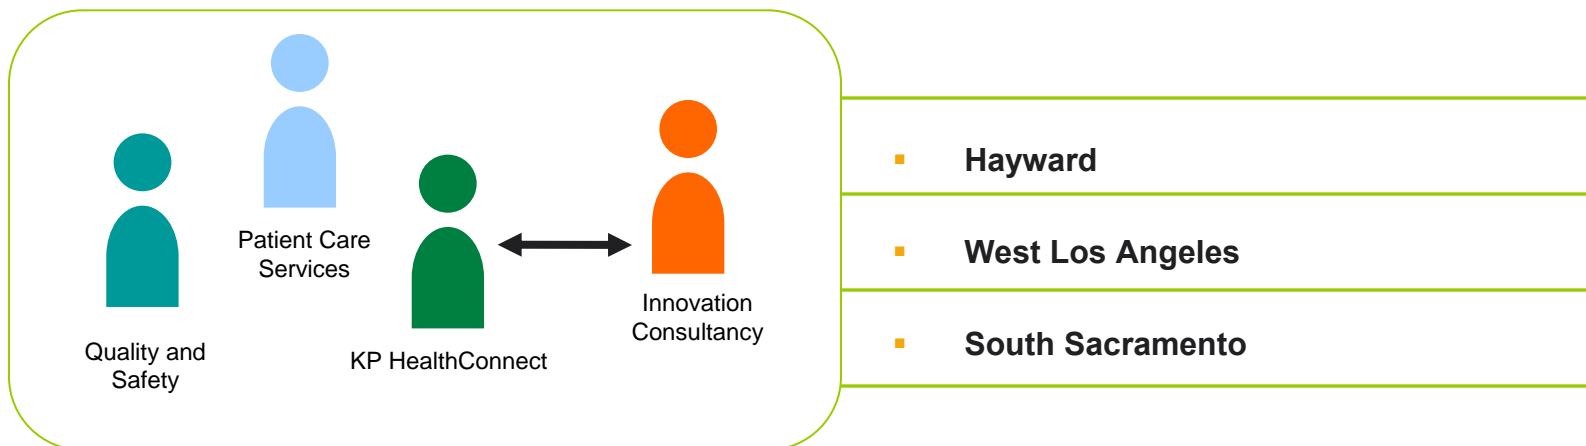 Patient Care
Services
Quality and
Safety
KP HealthConnect
Innovation
Consultancy
▪ Hayward
▪ West Los Angeles
▪ South Sacramento